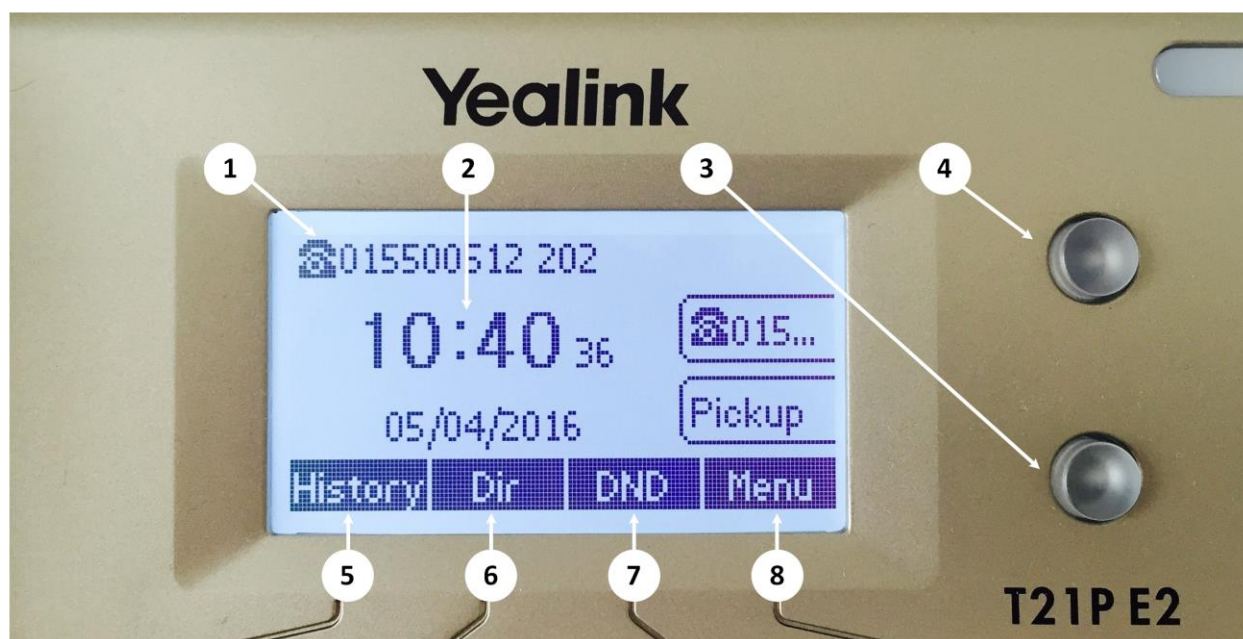 Yealink
1 2 3 4
015500512 202
10:40 36
015...
05/04/2016
Pickup
History Dir DND Menu
5 6 7 8
T21P E2